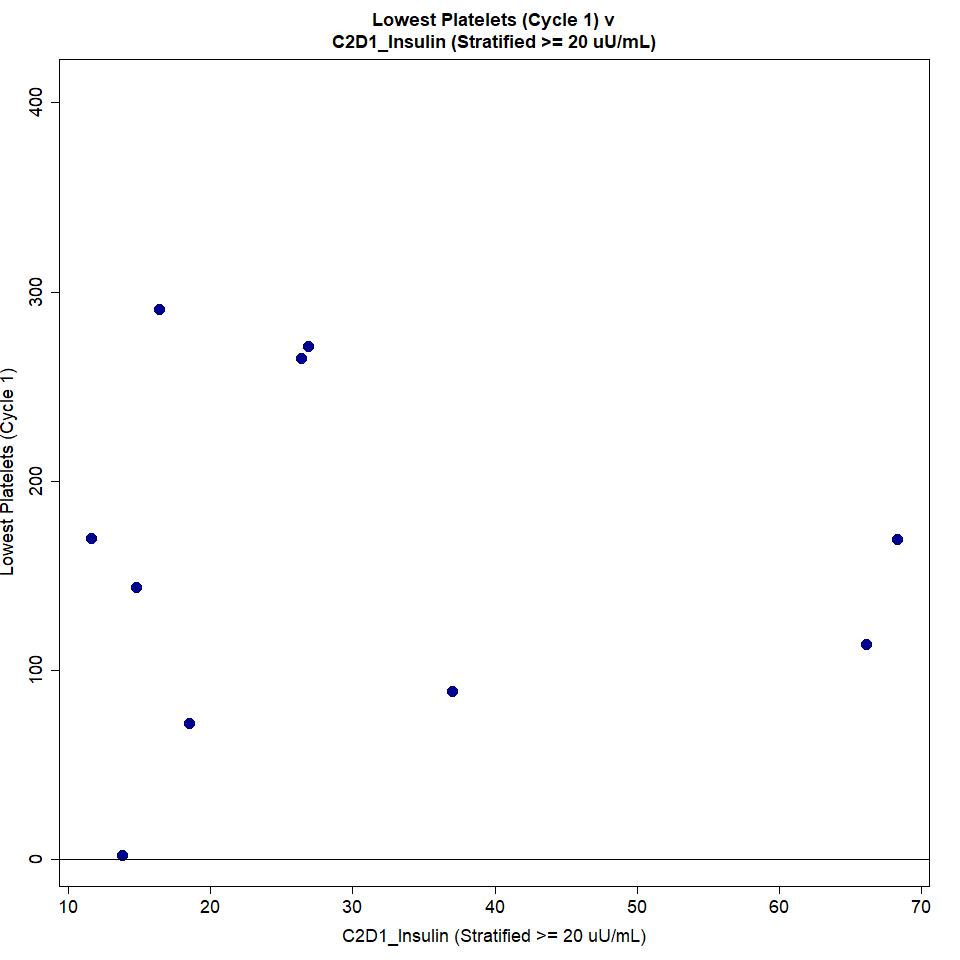 Lowest Platelets (Cycle 1) v
C2D1_Insulin (Stratified >= 20 uU/mL)
400
300
200
100
0
Lowest Platelets (Cycle 1)
10 20 30 40 50 60 70
C2D1_Insulin (Stratified >= 20 uU/mL)